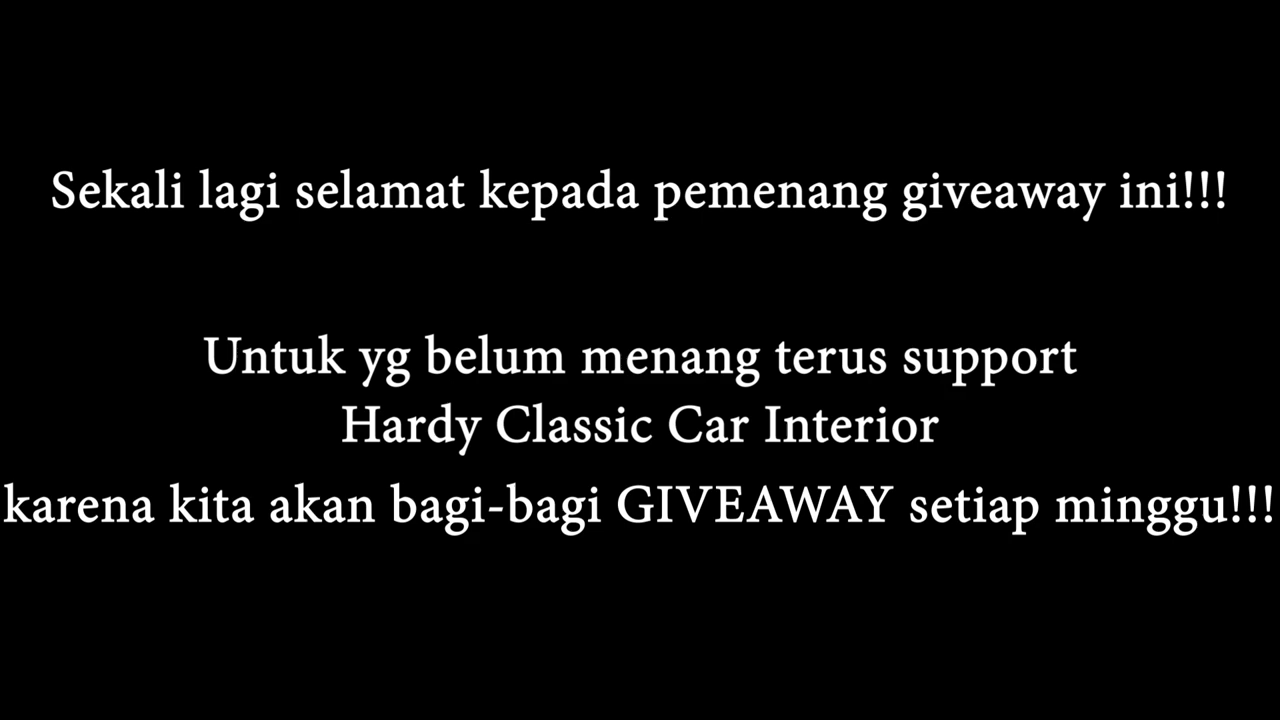 Sekali lagi selamat kepada pemenang giveaway ini!!!
Untuk yg belum menang terus support
Hardy Classic Car Interior
karena kita akan bagi-bagi GIVEAWAY setiap minggu!!!